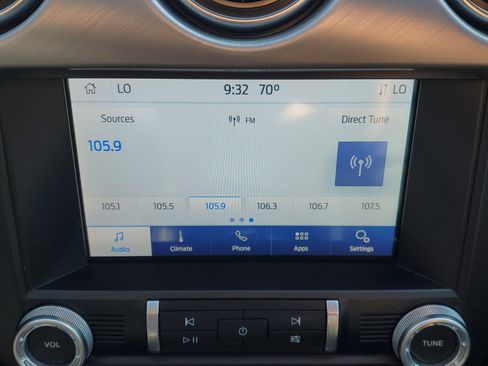 LO 9:32 70° LO
Sources FM Direct Tune
105.9
105.1 105.5 105.9 106.3 106.7 107.5
Audio Climate Phone Apps Settings
VOL TUNE